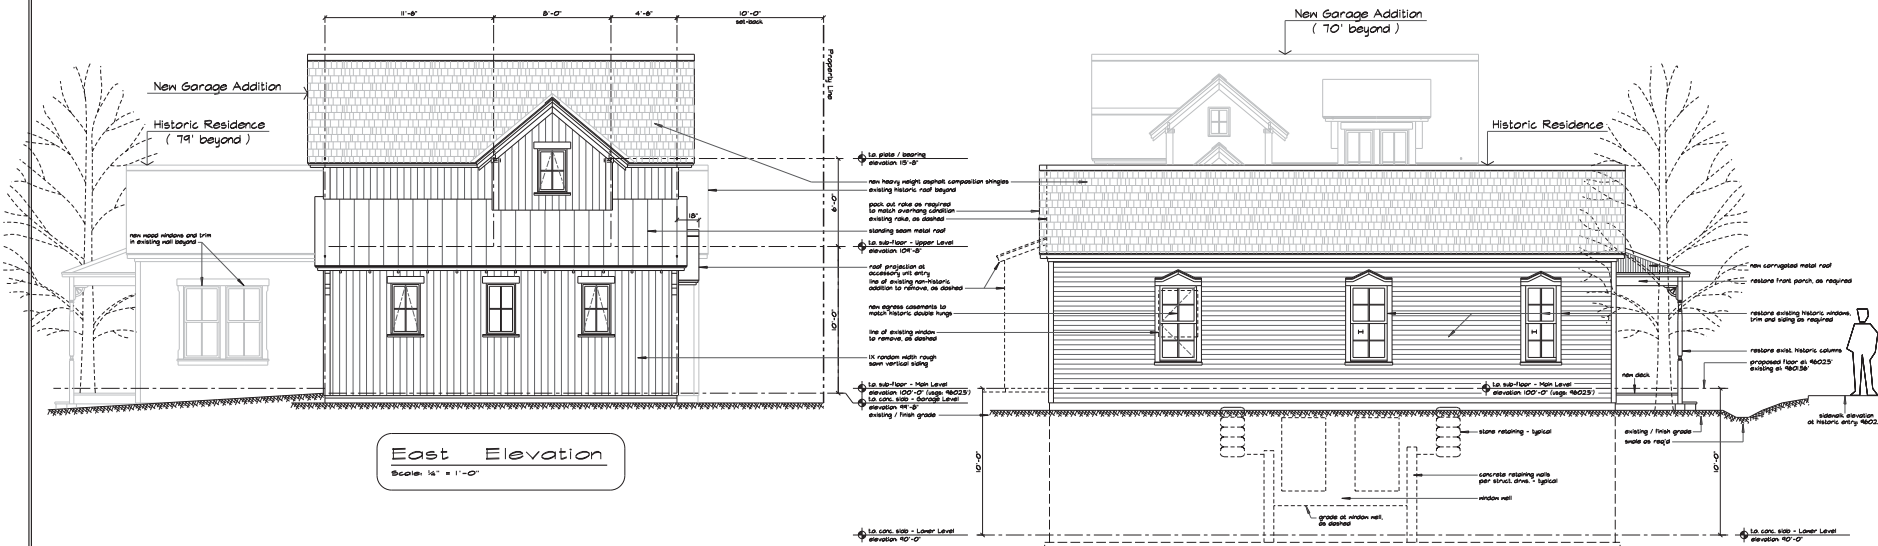 11'-8"
8'-0"
4'-8"
10'-0"
set-back
Property Line
New Garage Addition
Historic Residence
( 79' beyond )
new wood windows and trim
in existing wall beyond
18"
t.o. plate / bearing
new heavy weight asphalt composition shingles
existing historic roof beyond
pack out rake as required
to match overhang condition
existing rake, as dashed
standing seam metal roof
t.o. sub-floor - Upper Level
elevation 109'-8"
roof projection at
accessory unit entry
line of existing non-historic
addition to remove, as dashed
new egress casements to
match historic double hungs
line of existing window
to remove, as dashed
1X random width rough
sawn vertical siding
10'-0"
t.o. sub-floor - Main Level
elevation 100'-0" (usgs: 9602.5')
t.o. conc. slab - Garage Level
elevation 99'-8"
existing / finish grade
East Elevation
Scale: ¼" = 1'-0"
New Garage Addition
( 70' beyond )
Historic Residence
new corrugated metal roof
restore front porch, as required
restore existing historic windows,
trim and siding as required
restore exist. historic columns
proposed floor at: 9602.5'
new deck
t.o. sub-floor - Main Level
elevation 100'-0" (usgs: 9602.5')
sidewalk elevation
at historic entry: 9602.
existing / finish grade
swale as req'd
stone retaining - typical
10'-0"
10'-0"
concrete retaining walls
per struct. dwns. - typical
window well
grade at window well,
as dashed
t.o. conc. slab - Lower Level
elevation 90'-0"
t.o. conc. slab - Lower Level
elevation 90'-0"